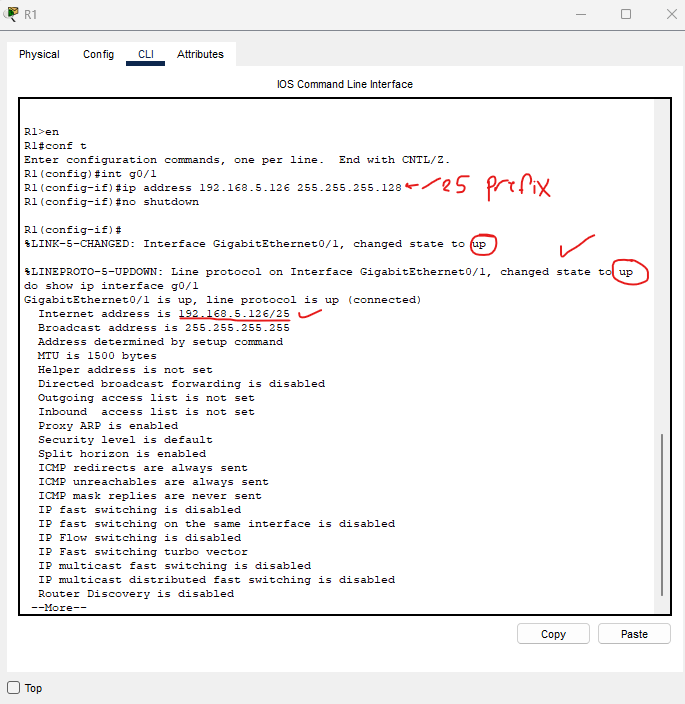 R1
Physical Config CLI Attributes
IOS Command Line Interface
R1>en
R1#conf t
Enter configuration commands, one per line.  End with CNTL/Z.
R1(config)#int g0/1
R1(config-if)#ip address 192.168.5.126 255.255.255.128 25 prefix
R1(config-if)#no shutdown
R1(config-if)#
%LINK-5-CHANGED: Interface GigabitEthernet0/1, changed state to up
%LINEPROTO-5-UPDOWN: Line protocol on Interface GigabitEthernet0/1, changed state to up
do show ip interface g0/1
GigabitEthernet0/1 is up, line protocol is up (connected)
  Internet address is 192.168.5.126/25
  Broadcast address is 255.255.255.255
  Address determined by setup command
  MTU is 1500 bytes
  Helper address is not set
  Directed broadcast forwarding is disabled
  Outgoing access list is not set
  Inbound  access list is not set
  Proxy ARP is enabled
  Security level is default
  Split horizon is enabled
  ICMP redirects are always sent
  ICMP unreachables are always sent
  ICMP mask replies are never sent
  IP fast switching is disabled
  IP fast switching on the same interface is disabled
  IP Flow switching is disabled
  IP Fast switching turbo vector
  IP multicast fast switching is disabled
  IP multicast distributed fast switching is disabled
  Router Discovery is disabled
 --More--
Copy Paste
Top